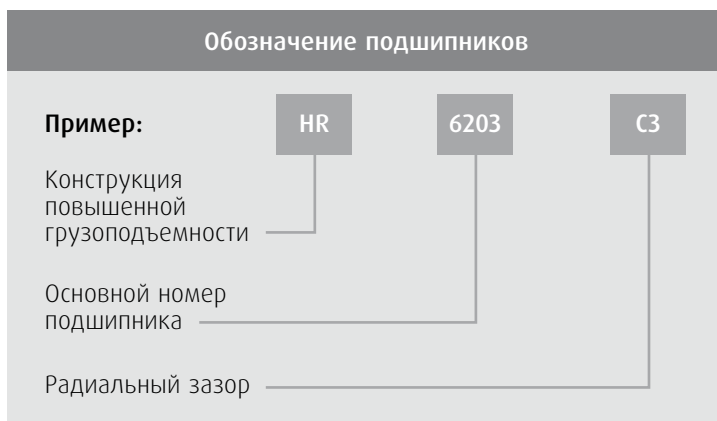 Обозначение подшипников
Пример: HR 6203 C3
Конструкция
повышенной
грузоподъемности
Основной номер
подшипника
Радиальный зазор